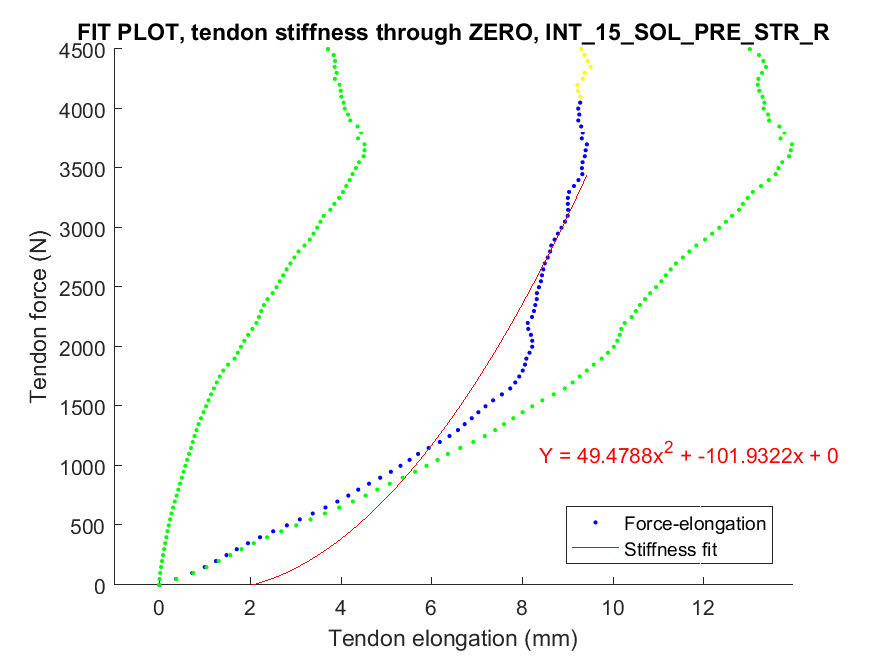 FIT PLOT, tendon stiffness through ZERO, INT_15_SOL_PRE_STR_R
4500
4000
3500
3000
2500
2000
1500
1000
500
0
Tendon force (N)
Y = 49.4788x² + -101.9322x + 0
Force-elongation
Stiffness fit
0 2 4 6 8 10 12
Tendon elongation (mm)